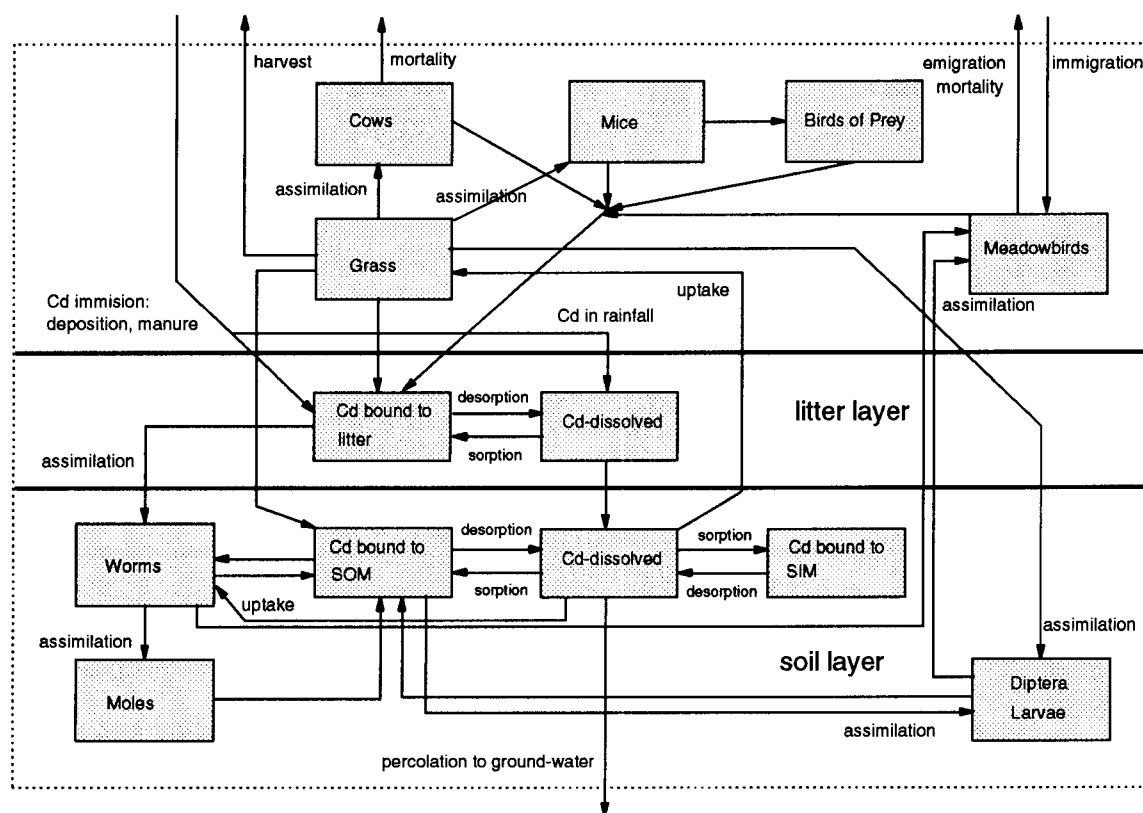 harvest
mortality
emigration
mortality
immigration
Cows
Mice
Birds of Prey
assimilation
assimilation
Grass
Meadowbirds
uptake
assimilation
Cd immision:
deposition, manure
Cd in rainfall
Cd bound to
litter
desorption
sorption
Cd-dissolved
litter layer
assimilation
Worms
Cd bound to
SOM
desorption
sorption
Cd-dissolved
sorption
desorption
Cd bound to
SIM
uptake
assimilation
assimilation
soil layer
Moles
Diptera
Larvae
assimilation
percolation to ground-water